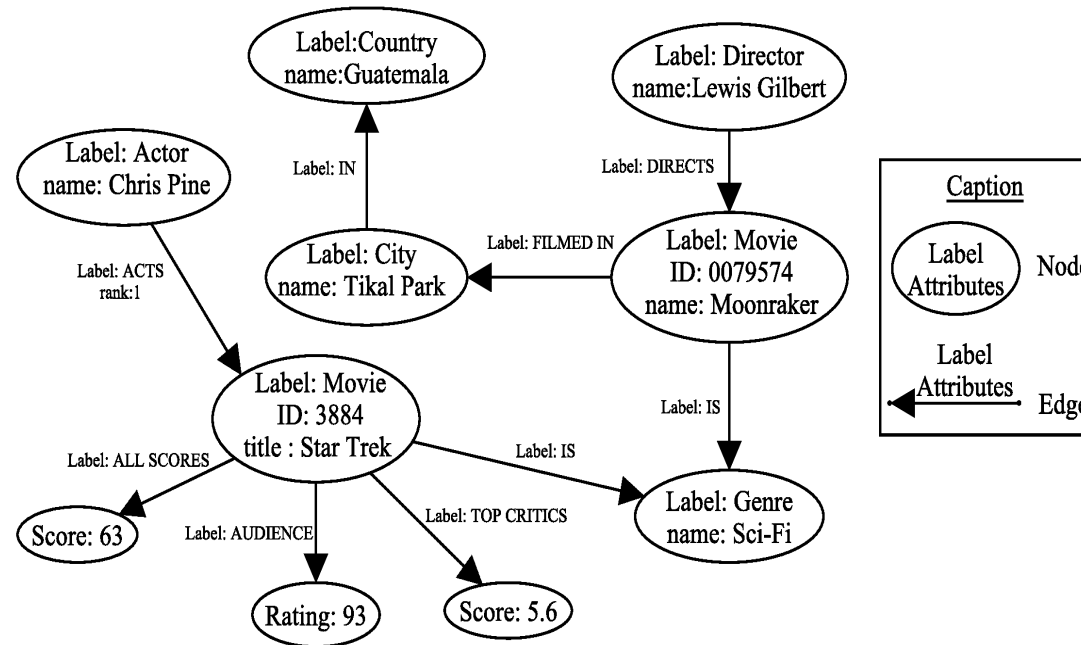 Label:Country
name:Guatemala
Label: Director
name:Lewis Gilbert
Label: Actor
name: Chris Pine
Label: IN
Label: DIRECTS
Caption
Label: City
name: Tikal Park
Label: FILMED IN
Label: Movie
ID: 0079574
name: Moonraker
Label
Attributes
Node
Label: ACTS
rank:1
Label
Attributes
Edge
Label: Movie
ID: 3884
title : Star Trek
Label: IS
Label: ALL SCORES
Label: IS
Label: Genre
name: Sci-Fi
Label: TOP CRITICS
Label: AUDIENCE
Score: 63
Rating: 93
Score: 5.6